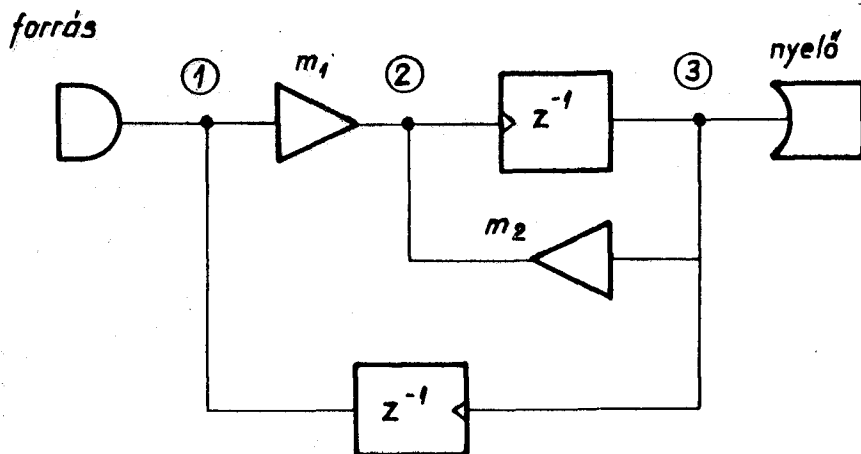 forrás
① m₁ ② ③ nyelő
z⁻¹
m₂
z⁻¹